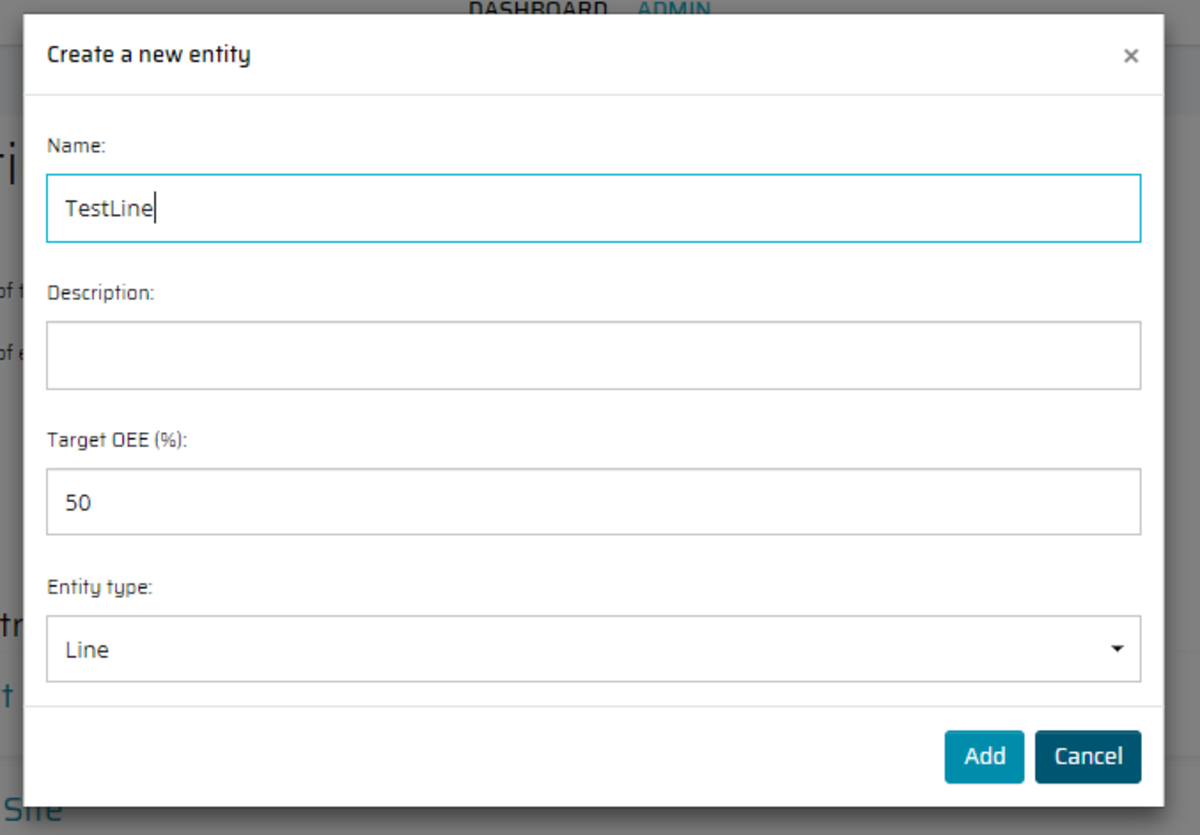 DASHBOARD ADMIN
Create a new entity
×
Name:
TestLine
Description:
Target OEE (%):
50
Entity type:
Line
Add Cancel
Site